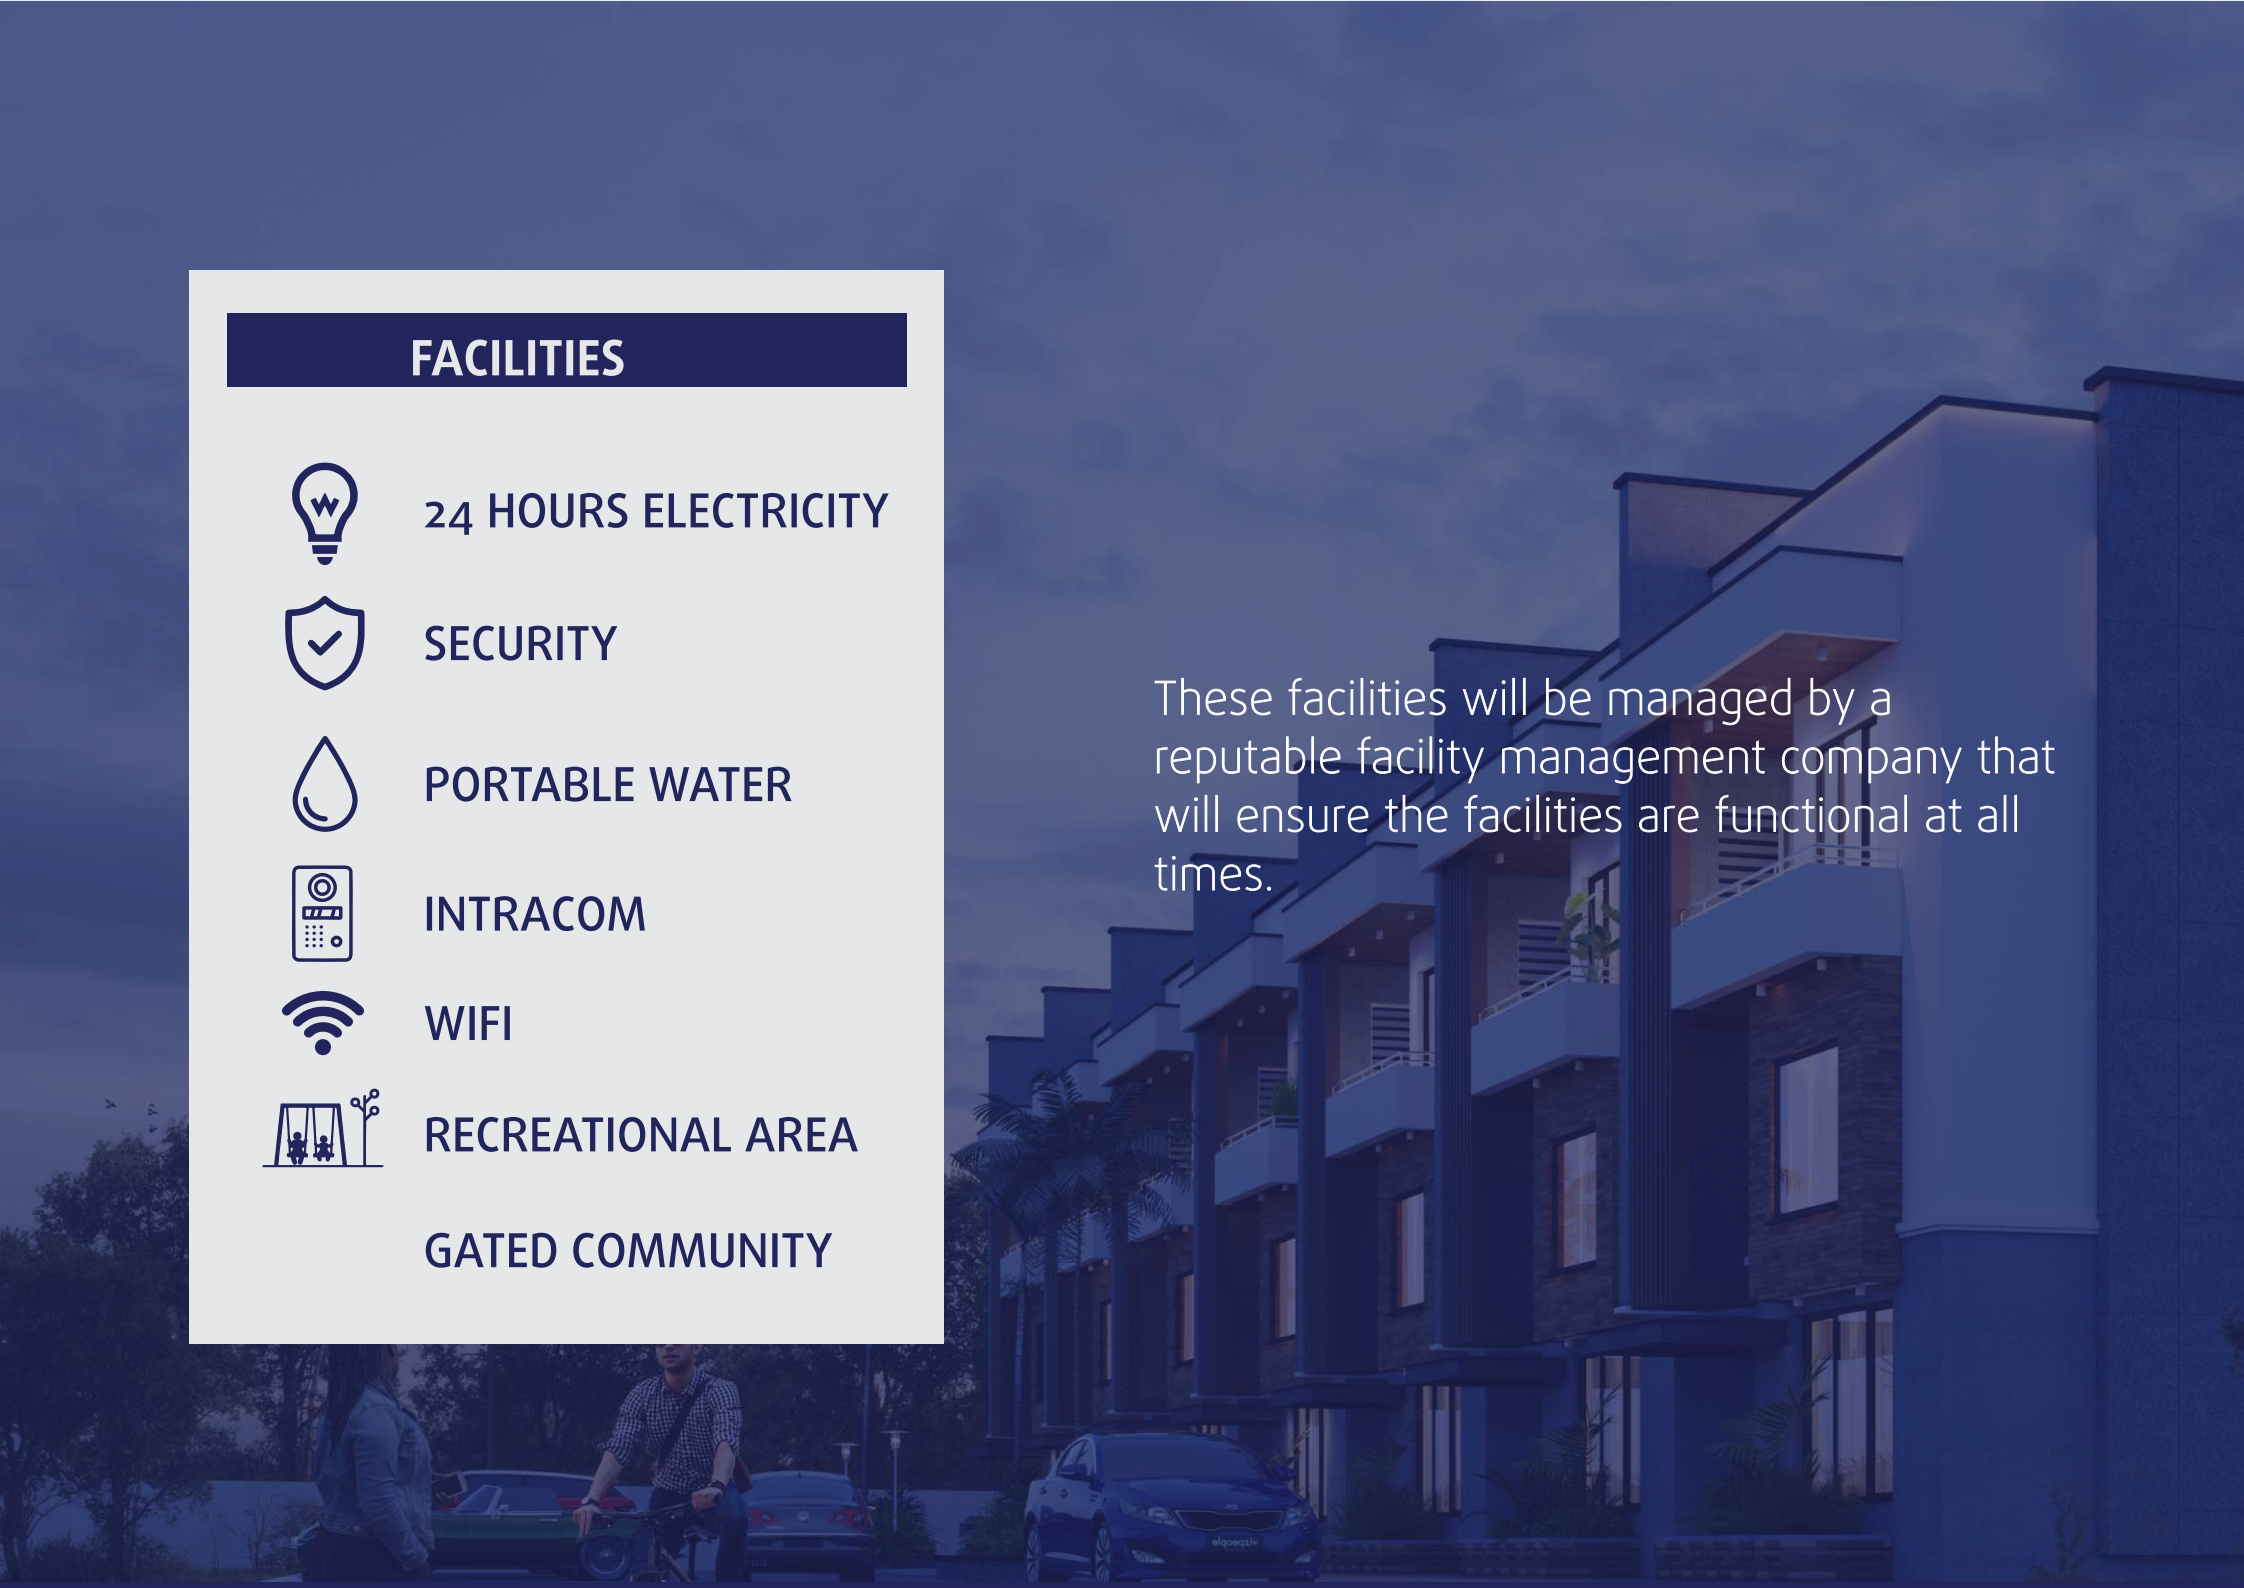 FACILITIES
24 HOURS ELECTRICITY
SECURITY
PORTABLE WATER
INTRACOM
WIFI
RECREATIONAL AREA
GATED COMMUNITY
These facilities will be managed by a
reputable facility management company that
will ensure the facilities are functional at all
times.